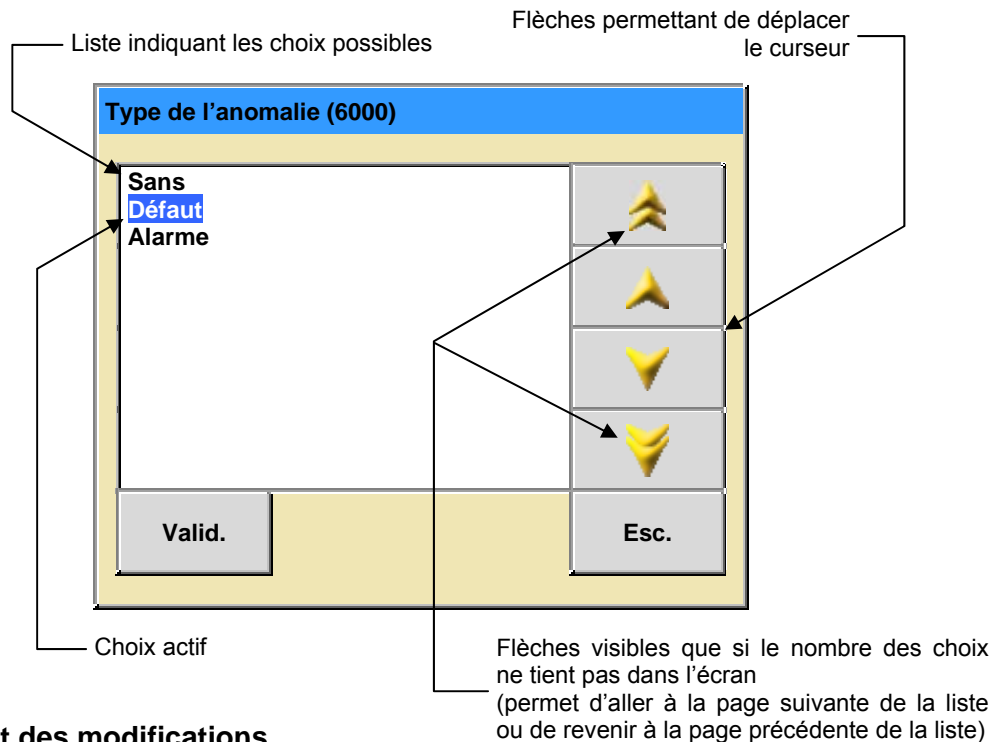 Flèches permettant de déplacer
le curseur
Liste indiquant les choix possibles
Type de l'anomalie (6000)
Sans
Défaut
Alarme
Valid.
Esc.
Choix actif
Flèches visibles que si le nombre des choix
ne tient pas dans l'écran
(permet d'aller à la page suivante de la liste
ou de revenir à la page précédente de la liste)
t des modifications